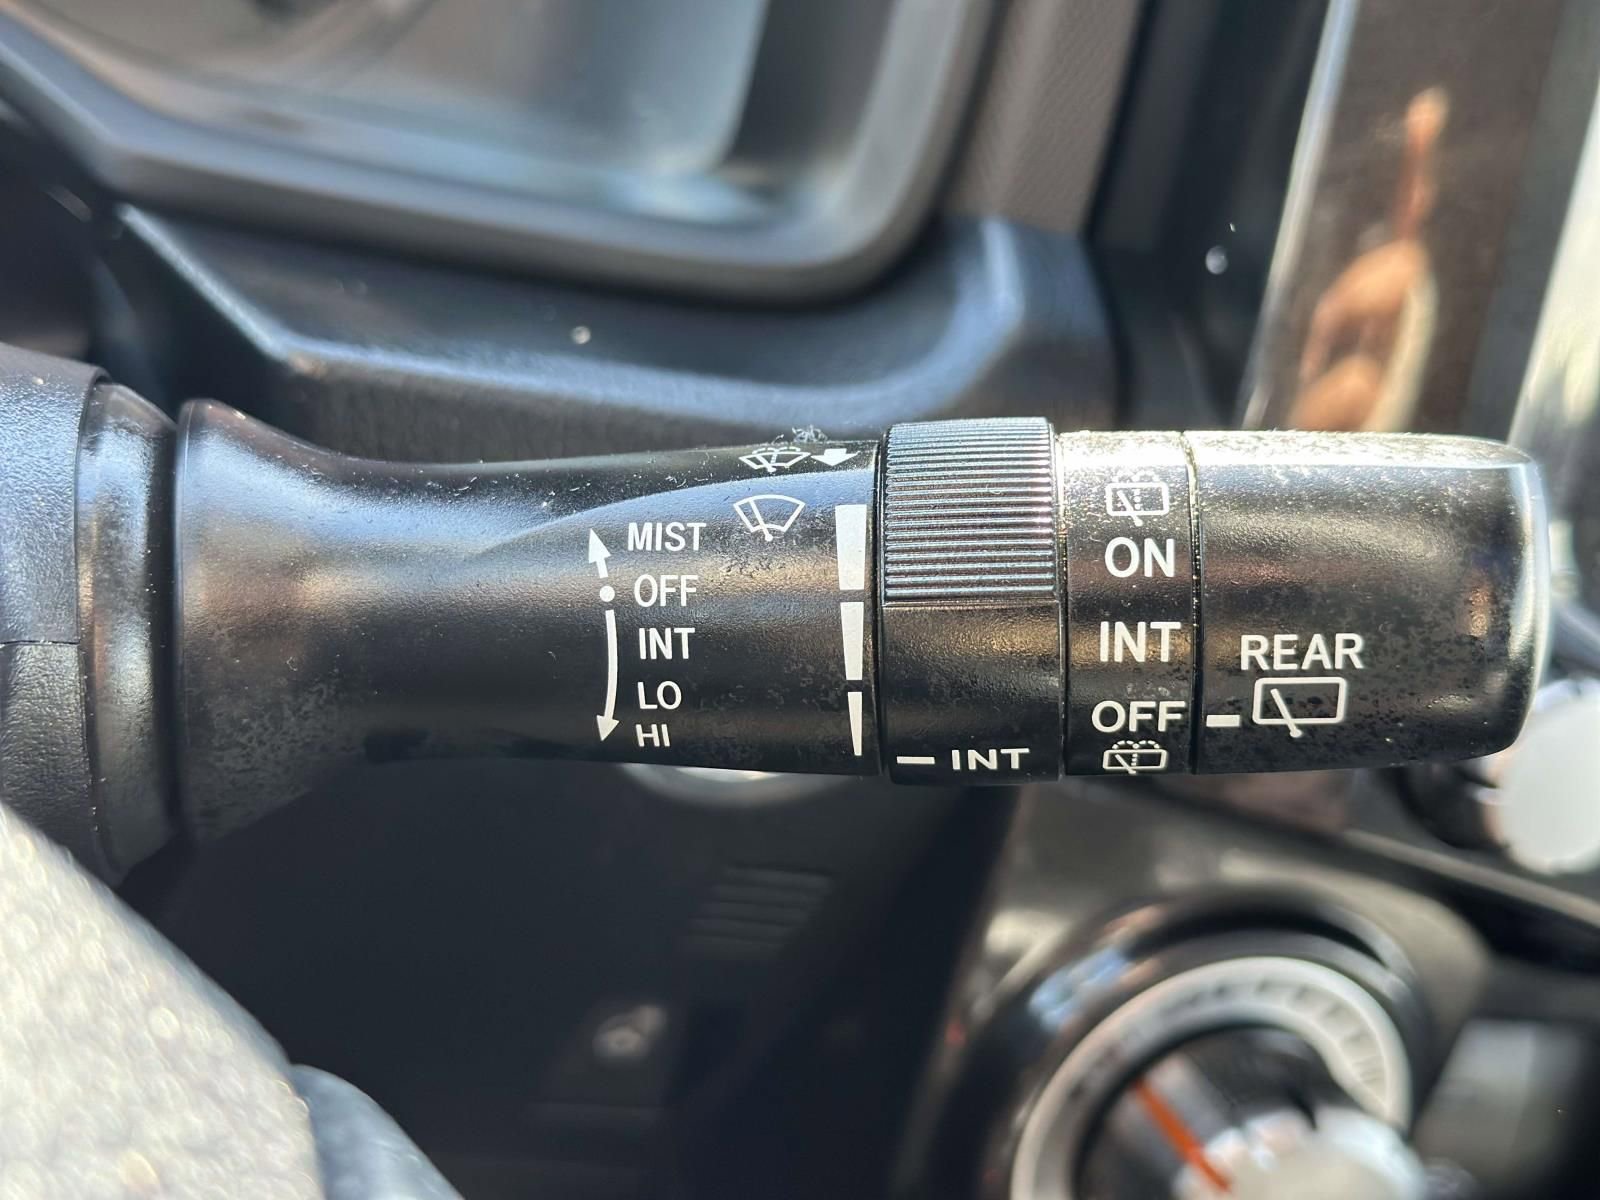 MIST
OFF
INT
LO
HI
INT
ON
INT
OFF
REAR